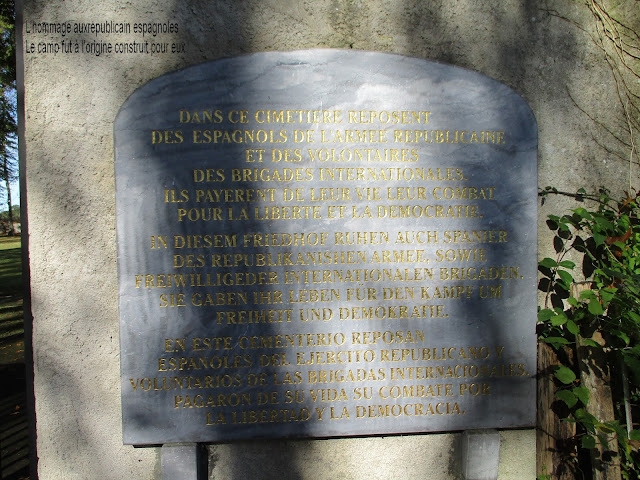 L'hommage auxrepublicain espagnoles
Le camp fut à l'origine construit pour eux
DANS CE CIMETIERE REPOSENT
DES ESPAGNOLS DE L'ARMEE REPUBLICAINE
ET DES VOLONTAIRES
DES BRIGADES INTERNATIONALES.
ILS PAYERENT DE LEUR VIE LEUR COMBAT
POUR LA LIBERTE ET LA DEMOCRATIE.
IN DIESEM FRIEDHOF RUHEN AUCH SPANIER
DES REPUBLIKANISHEN ARMEE, SOWIE
FREIWILIGEDER INTERNATIONALEN BRIGADEN.
SIE GABEN IHR LEBEN FÜR DEN KAMPF UM
FREIHEIT UND DEMOKRATIE.
EN ESTE CEMENTERIO REPOSAN
ESPAÑOLES DEL EJERCITO REPUBLICANO Y
VOLUNTARIOS DE LAS BRIGADAS INTERNACIONALES.
PAGARON DE SU VIDA SU COMBATE POR
LA LIBERTAD Y LA DEMOCRACIA.